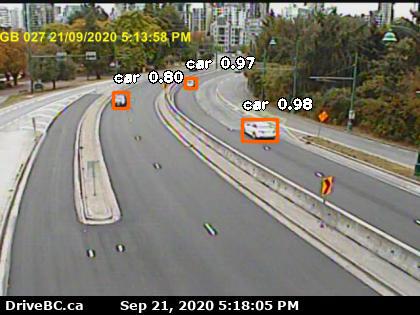 GB 027 21/09/2020 5:13:58 PM
car 0.97
car 0.80
car 0.98
DriveBC.ca Sep 21, 2020 5:18:05 PM